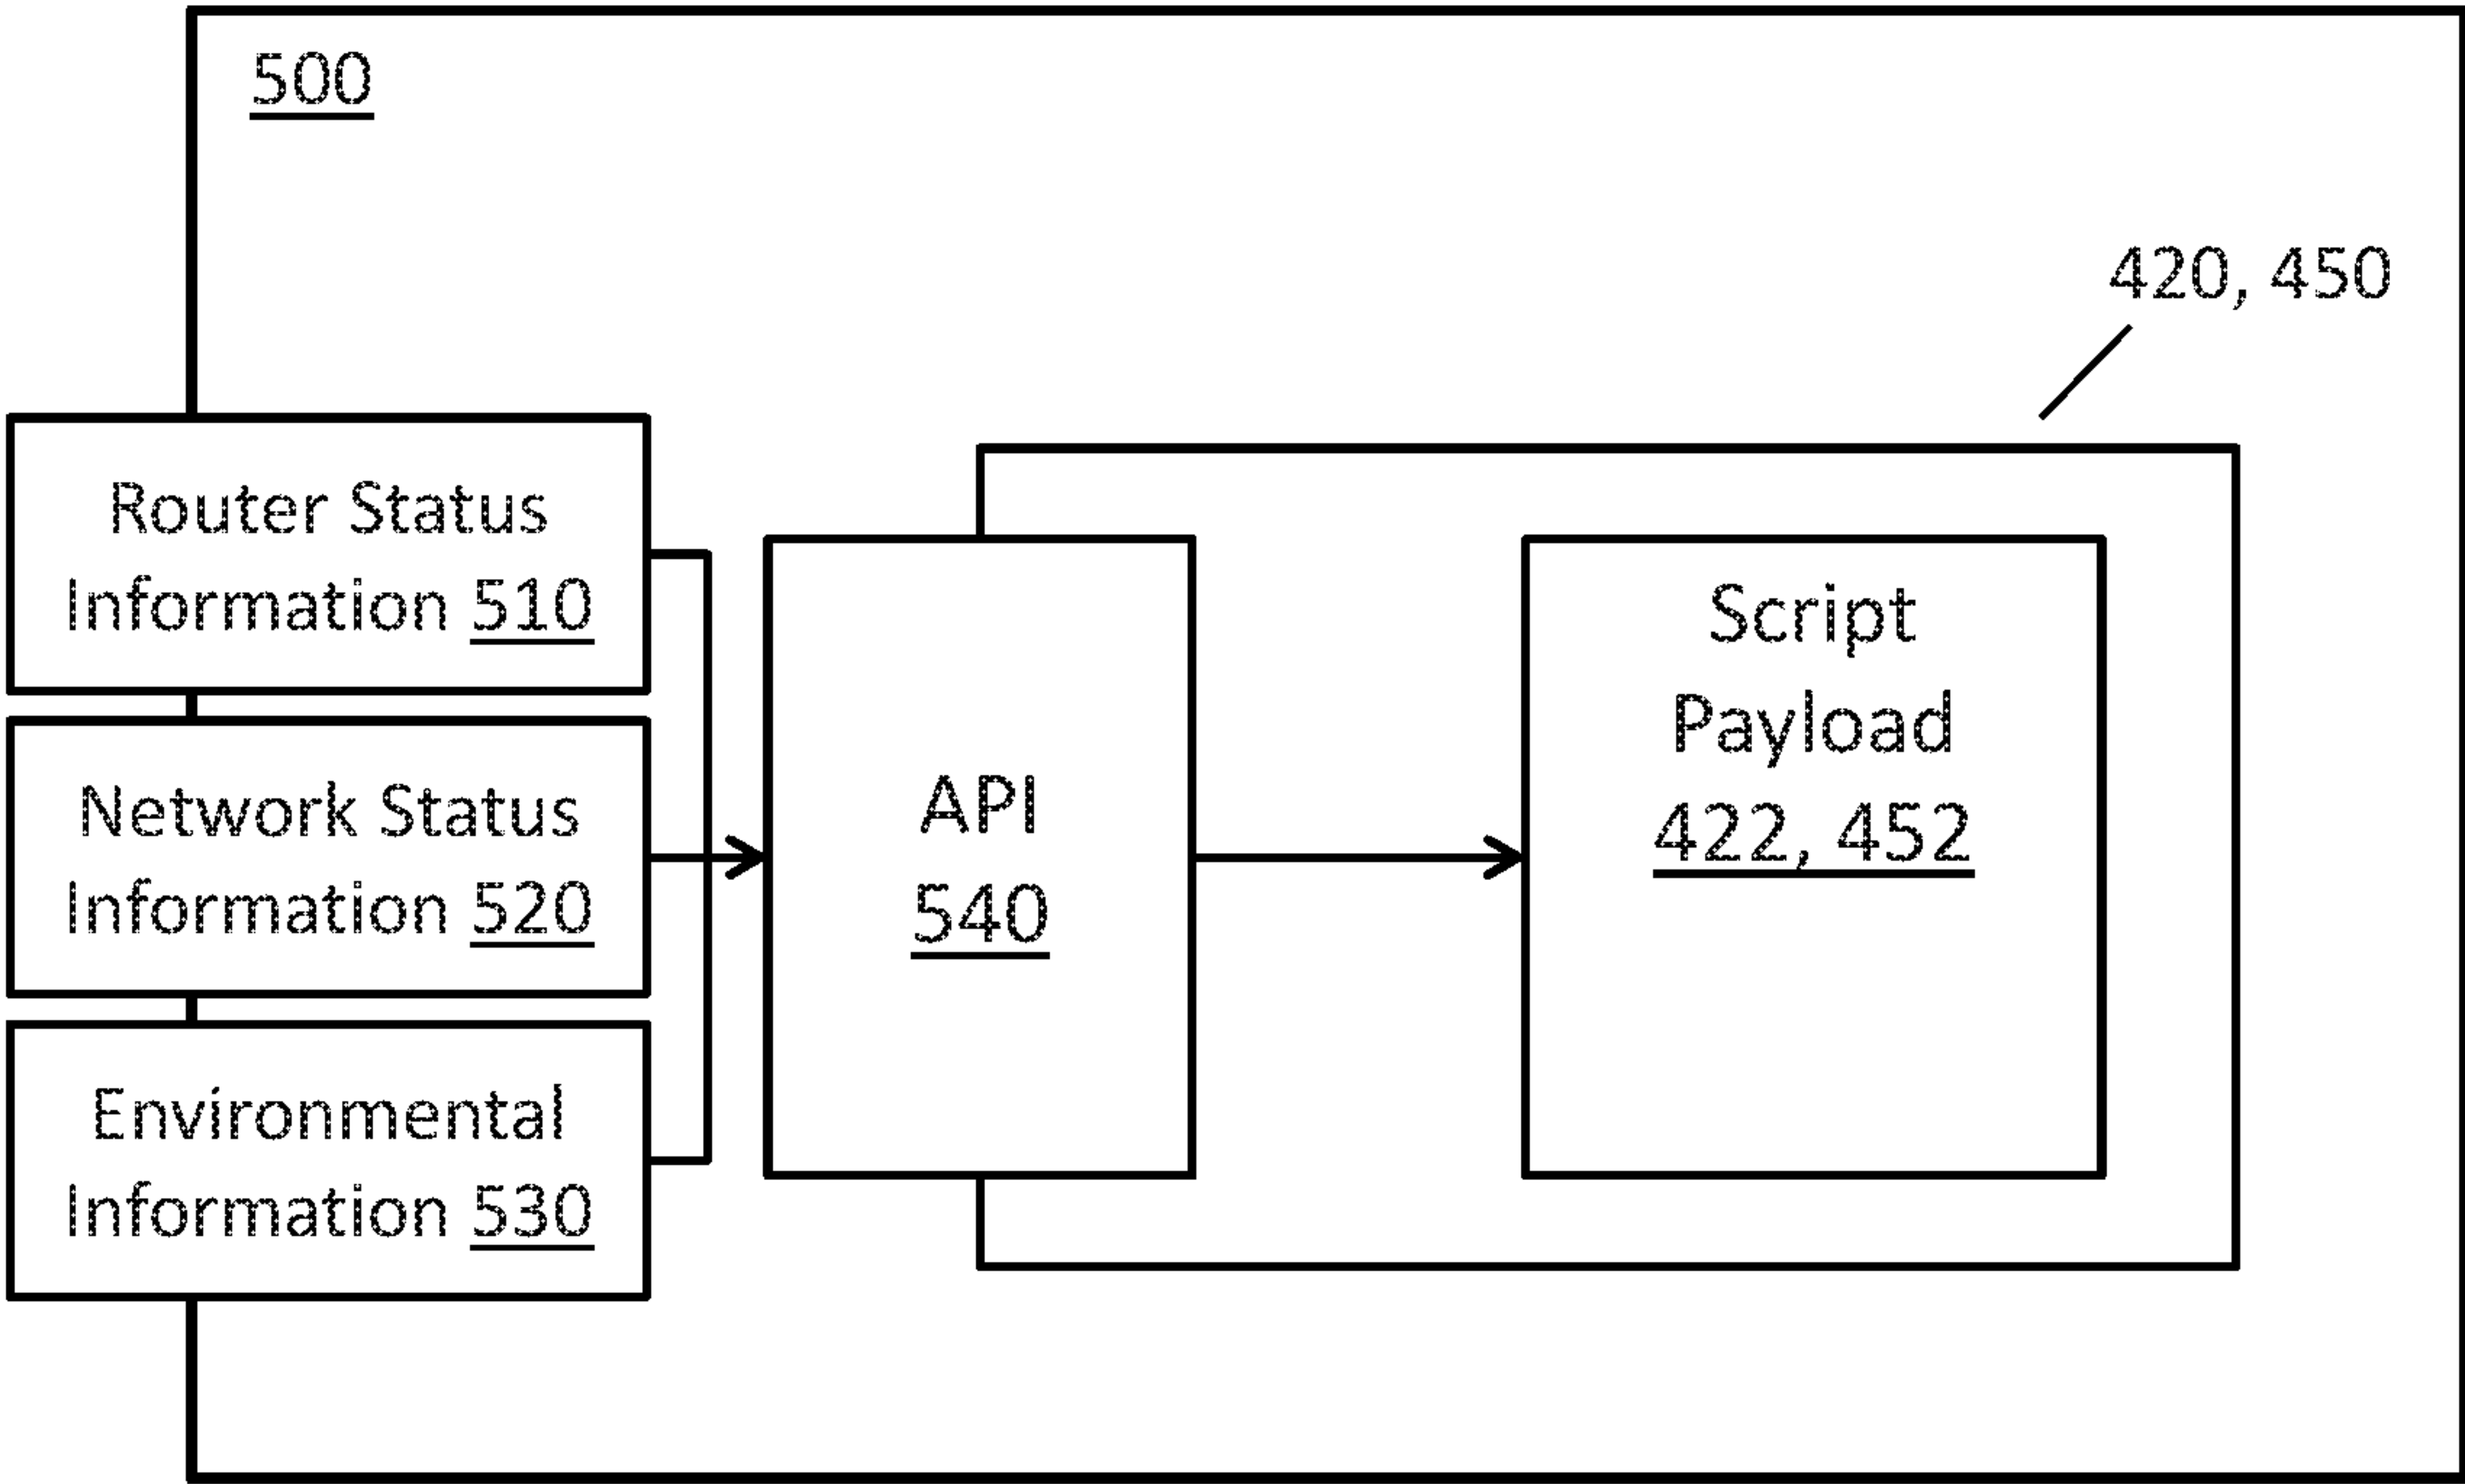 500
420, 450
Router Status
Information 510
Network Status
Information 520
Environmental
Information 530
API
540
Script
Payload
422, 452